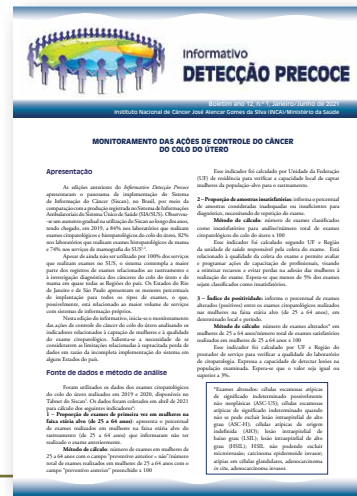 Informativo
DETECÇÃO PRECOCE
Boletim ano 12, n.º 1, Janeiro/Junho de 2021
Instituto Nacional de Câncer José Alencar Gomes da Silva (INCA)/Ministério da Saúde
MONITORAMENTO DAS AÇÕES DE CONTROLE DO CÂNCER
DO COLO DO ÚTERO
Apresentação
As edições anteriores do Informativo Detecção Precoce
apresentaram o panorama de implementação do Sistema
de Informação do Câncer (Siscan), no Brasil, por meio da
comparação com a produção registrada no Sistema de Informações
Ambulatoriais do Sistema Único de Saúde (SIA/SUS). Observou-
se um aumento gradual na utilização do Siscan ao longo dos anos,
tendo chegado, em 2019, a 84% nos laboratórios que realizam
exames citopatológicos e histopatológicos do colo do útero, 82%
nos laboratórios que realizam exames histopatológicos de mama
e 74% nos serviços de mamografia do SUS
Apesar de ainda não ser utilizado por 100% dos serviços
que realizam exames no SUS, o sistema contempla a maior
parte dos registros de exames relacionados ao rastreamento e
à investigação diagnóstica dos cânceres do colo do útero e de
mama em quase todas as Regiões do país. Os Estados do Rio
de Janeiro e de São Paulo apresentam os menores percentuais
de implantação para todos os tipos de exames, o que,
possivelmente, está relacionado ao maior volume de serviços
com sistemas de informação próprios.
Nesta edição do informativo, inicia-se o monitoramento
das ações de controle do câncer do colo do útero analisando os
indicadores relacionados à captação de mulheres e à qualidade
do exame citopatológico. Salienta-se a necessidade de se
considerarem as limitações relacionadas à capacidade perda de
dados em razão da incompleta implementação do sistema em
alguns Estados do país.
Fonte de dados e método de análise
Foram utilizados os dados dos exames citopatológicos
do colo do útero realizados em 2019 e 2020, disponíveis no
Tabnet do Siscan. Os dados foram coletados em abril de 2021
para cálculo dos seguintes indicadores:
1 – Proporção de exames de primeira vez em mulheres na
faixa etária alvo (de 25 a 64 anos): apresenta o percentual
de exames realizados em mulheres na faixa etária alvo do
rastreamento (de 25 a 64 anos) que informaram não ter
realizado o exame anteriormente.
Método de cálculo: número de exames em mulheres de
25 a 64 anos com o campo "preventivo anterior = não"/número
total de exames realizados em mulheres de 25 a 64 anos com o
campo "preventivo anterior" preenchido x 100
Esse indicador foi calculado por Unidade da Federação
(UF) de residência para verificar a capacidade local de captar
mulheres da população-alvo para o rastreamento.
2 – Proporção de amostras insatisfatórias: informa o percentual
de amostras consideradas inadequadas ou insuficientes para
diagnóstico, necessitando de repetição do exame.
Método de cálculo: número de exames classificados
como insatisfatórios para análise/número total de exames
citopatológicos do colo do útero x 100
Esse indicador foi calculado segundo UF e Região
da unidade de saúde responsável pela coleta do exame. Está
relacionado à qualidade da coleta do exame e permite avaliar
e programar ações de capacitação de profissionais, visando
a otimizar recursos e evitar perdas na adesão das mulheres à
realização do exame. Espera-se que menos de 5% dos exames
sejam classificados como insatisfatórios.
3 – Índice de positividade: informa o percentual de exames
alterados (positivos) entre os exames citopatológicos realizados
nas mulheres na faixa etária alvo (de 25 a 64 anos), em
determinado local e período.
Método de cálculo: número de exames alterados* em
mulheres de 25 a 64 anos/número total de exames satisfatórios
realizados em mulheres de 25 a 64 anos x 100
Esse indicador foi calculado por UF e Região do
prestador de serviço para verificar a qualidade do laboratório
de citopatologia. Expressa a capacidade de detectar lesões na
população examinada. Espera-se que o valor seja igual ou
superior a 3%.
*Exames alterados: células escamosas atípicas
de significado indeterminado possivelmente
não neoplásicas (ASC-US); células escamosas
atípicas de significado indeterminado quando
não se pode excluir lesão intraepitelial de alto
grau (ASC-H); células atípicas de origem
indefinida (AOI); lesão intraepitelial de
baixo grau (LSIL); lesão intraepitelial de alto
grau (HSIL); HSIL não podendo excluir
microinvasão; carcinoma epidermoide invasor;
atipias em células glandulares, adenocarcinoma
in situ, adenocarcinoma invasor.